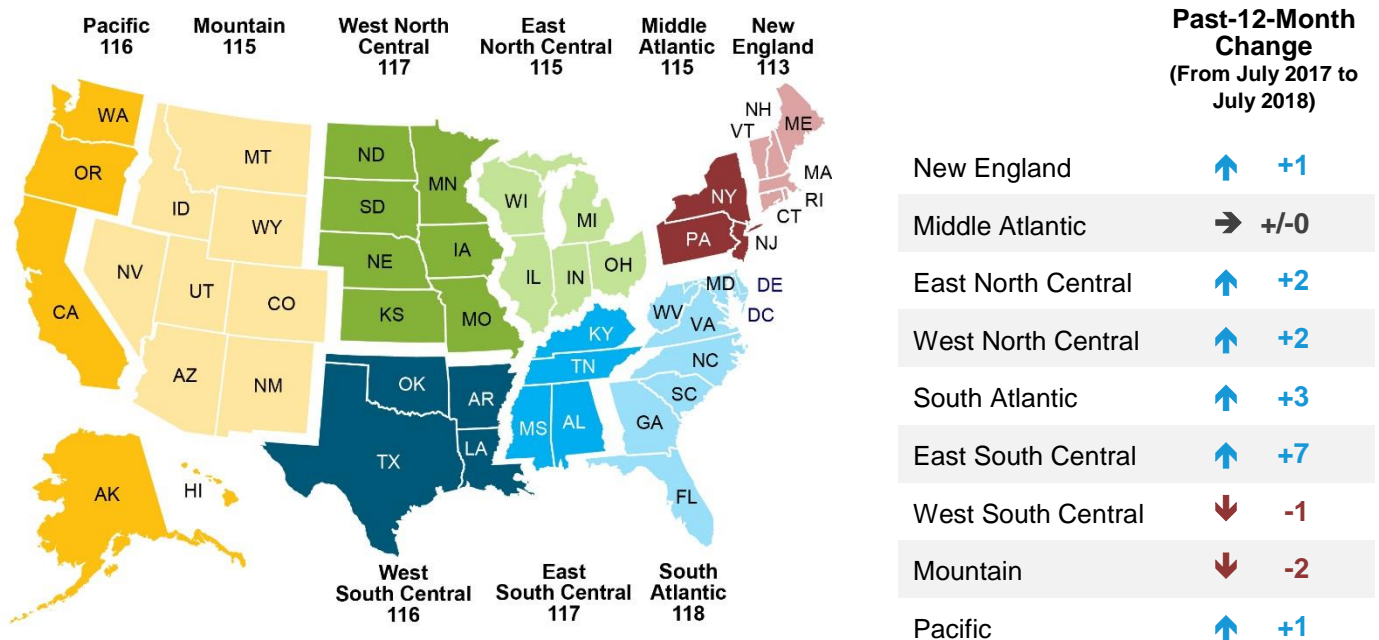 Pacific
116
Mountain
115
West North
Central
117
East
North Central
115
Middle
Atlantic
115
New
England
113
WA
OR
CA
AK
HI
MT
ID
WY
NV
UT
CO
AZ
NM
ND
SD
NE
KS
MN
IA
MO
WI
MI
IL
IN
OH
NY
PA
NJ
NH
VT
ME
MA
RI
CT
OK
TX
AR
LA
KY
TN
MS
AL
MD
DE
DC
WV
VA
NC
SC
GA
FL
West
South Central
116
East
South Central
117
South
Atlantic
118
Past-12-Month
Change
(From July 2017 to
July 2018)
New England +1
Middle Atlantic +/-0
East North Central +2
West North Central +2
South Atlantic +3
East South Central +7
West South Central -1
Mountain -2
Pacific +1